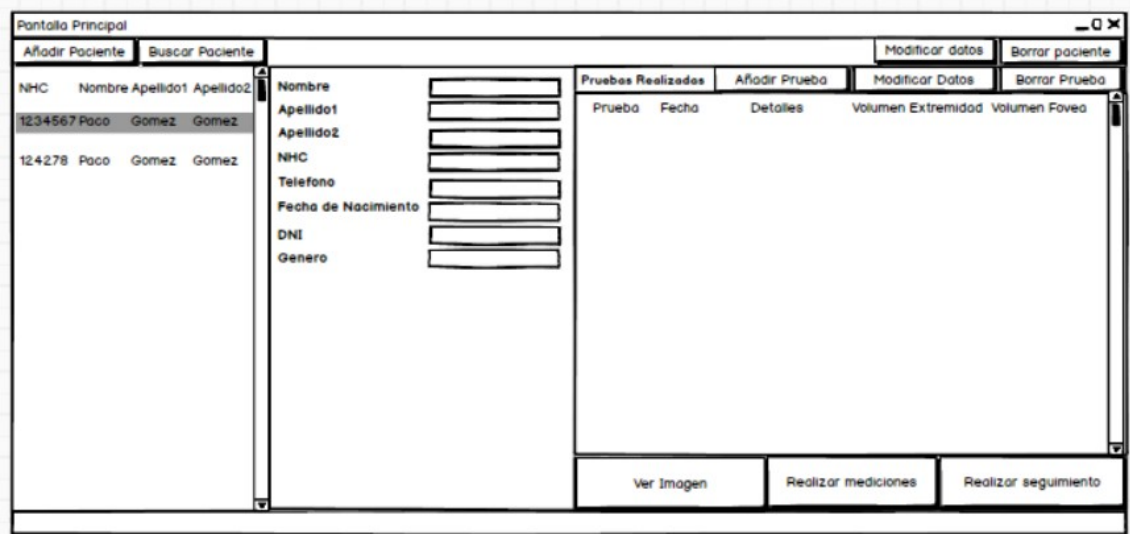 Pantalla Principal
Añadir Paciente Buscar Paciente Modificar datos Borrar paciente
NHC Nombre Apellido1 Apellido2
1234567 Paco Gomez Gomez
124278 Paco Gomez Gomez
Nombre
Apellido1
Apellido2
NHC
Telefono
Fecha de Nacimiento
DNI
Genero
Pruebas Realizadas Añadir Prueba Modificar Datos Borrar Prueba
Prueba Fecha Detalles Volumen Extremidad Volumen Fovea
Ver Imagen Realizar mediciones Realizar seguimiento